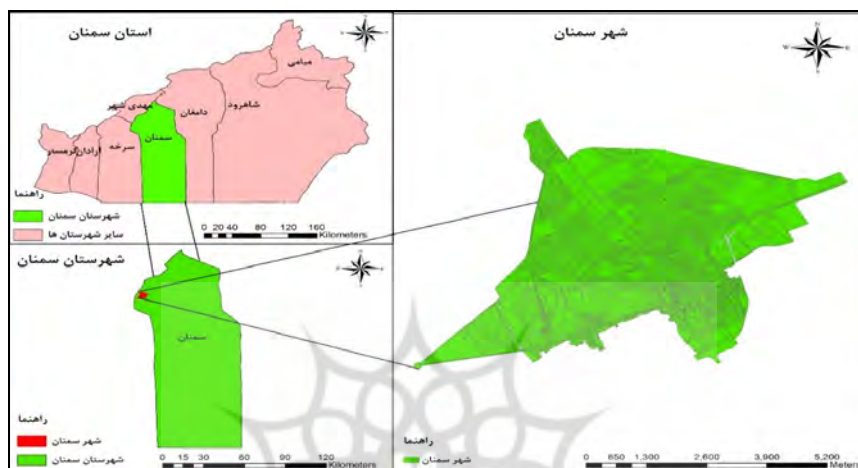 استان سمنان
میامی
شاهرود
دامغان
مهدی شهر
سمنان
سرخه
آرادان
گرمسار
راهنما
شهرستان سمنان
سایر شهرستان ها
0 20 40 80 120 160
Kilometers
شهرستان سمنان
سمنان
راهنما
شهر سمنان
شهرستان سمنان
0 15 30 60 90 120
Kilometers
شهر سمنان
N
راهنما
شهر سمنان
0 650 1,300 2,600 3,900 5,200
Meters